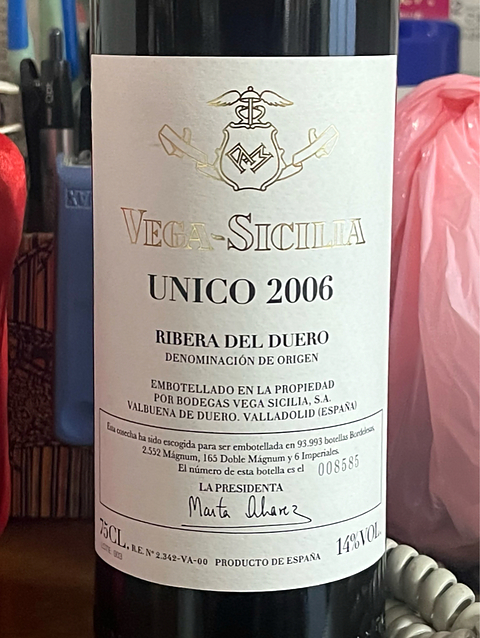 VEGA-SICILIA
UNICO 2006
RIBERA DEL DUERO
DENOMINACIÓN DE ORIGEN
EMBOTELLADO EN LA PROPIEDAD
POR BODEGAS VEGA SICILIA, S.A.
VALBUENA DE DUERO. VALLADOLID (ESPAÑA)
Esta cosecha ha sido escogida para ser embotellada en 93.993 botellas Bordelesas,
2.552 Mágnum, 165 Doble Mágnum y 6 Imperiales.
El número de esta botella es el 008585
LA PRESIDENTA
Marta Alvarez
75CL. R.E. Nº 2.342-VA-00 PRODUCTO DE ESPAÑA 14%VOL.